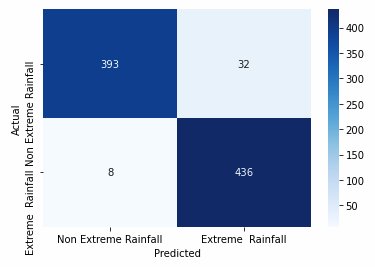 Actual
Non Extreme Rainfall
Extreme  Rainfall
393
32
8
436
Non Extreme Rainfall
Extreme  Rainfall
Predicted
400
350
300
250
200
150
100
50